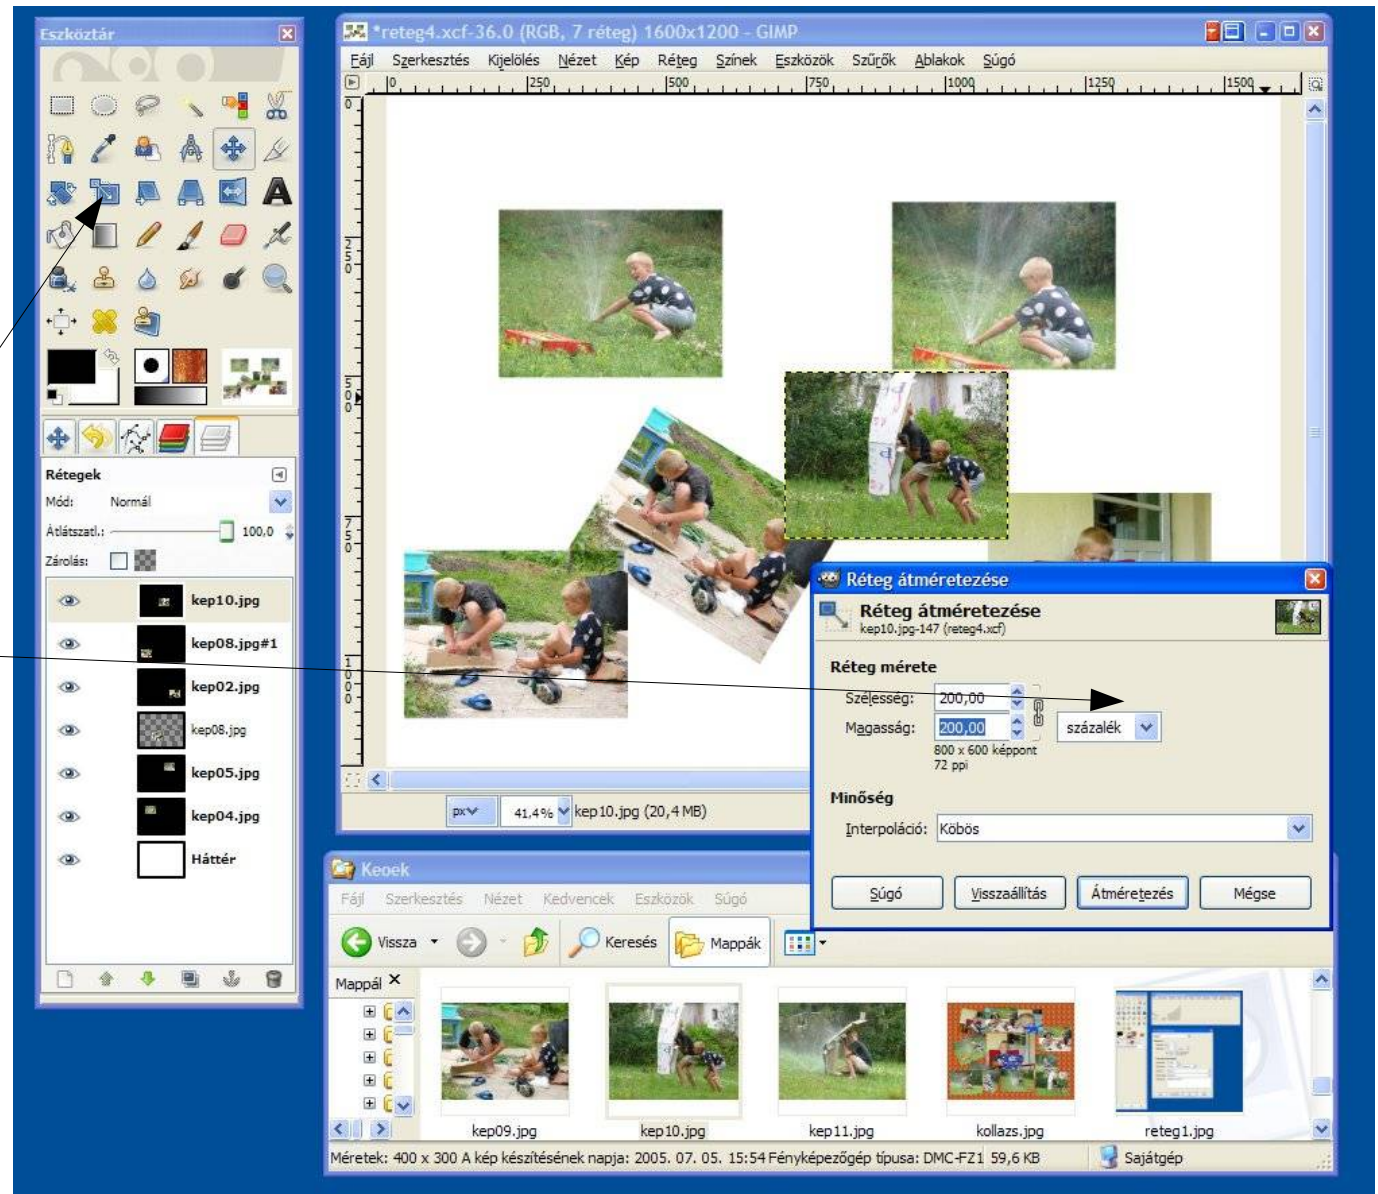 Eszköztár
*reteg4.xcf-36.0 (RGB, 7 réteg) 1600x1200 - GIMP
Fájl Szerkesztés Kijelölés Nézet Kép Réteg Színek Eszközök Szűrők Ablakok Súgó
0 250 500 750 1000 1250 1500
0
250
500
750
1000
Rétegek
Mód: Normál
Átlátszatl.: 100,0
Zárolás:
kep10.jpg
kep08.jpg#1
kep02.jpg
kep08.jpg
kep05.jpg
kep04.jpg
Háttér
px 41,4% kep10.jpg (20,4 MB)
Réteg átméretezése
Réteg átméretezése
kep10.jpg-147 (reteg4.xcf)
Réteg mérete
Szélesség: 200,00
Magasság: 200,00 százalék
800 x 600 képpont
72 ppi
Minőség
Interpoláció: Köbös
Súgó Visszaállítás Átméretezés Mégse
Keoek
Fájl Szerkesztés Nézet Kedvencek Eszközök Súgó
Vissza Keresés Mappák
Mappál
kep09.jpg kep10.jpg kep11.jpg kollazs.jpg reteg1.jpg
Méretek: 400 x 300 A kép készítésének napja: 2005. 07. 05. 15:54 Fényképezőgép típusa: DMC-FZ1 59,6 KB Sajátgép